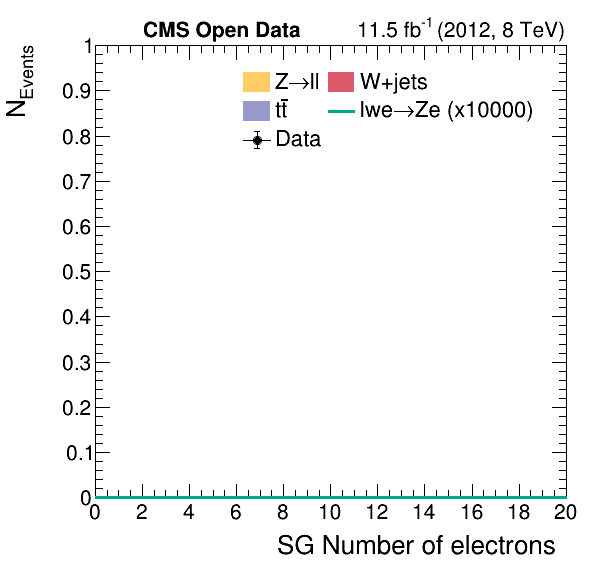 CMS Open Data 11.5 fb⁻¹ (2012, 8 TeV)
N_Events
Z→ll W+jets
tt̄ lwe→Ze (x10000)
Data
1
0.9
0.8
0.7
0.6
0.5
0.4
0.3
0.2
0.1
0
0 2 4 6 8 10 12 14 16 18 20
SG Number of electrons